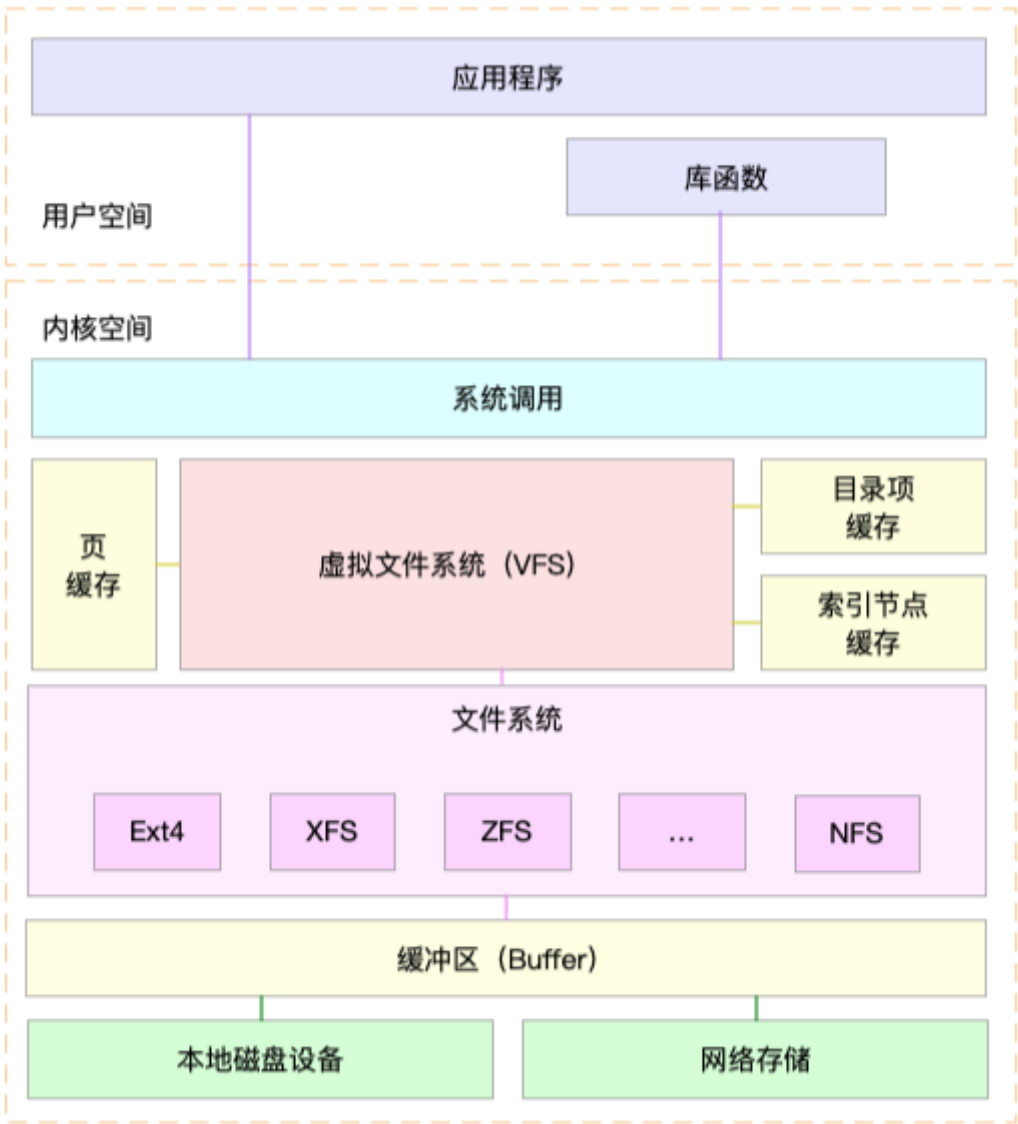 应用程序
库函数
用户空间
内核空间
系统调用
页
缓存
虚拟文件系统（VFS）
目录项
缓存
索引节点
缓存
文件系统
Ext4
XFS
ZFS
...
NFS
缓冲区（Buffer）
本地磁盘设备
网络存储